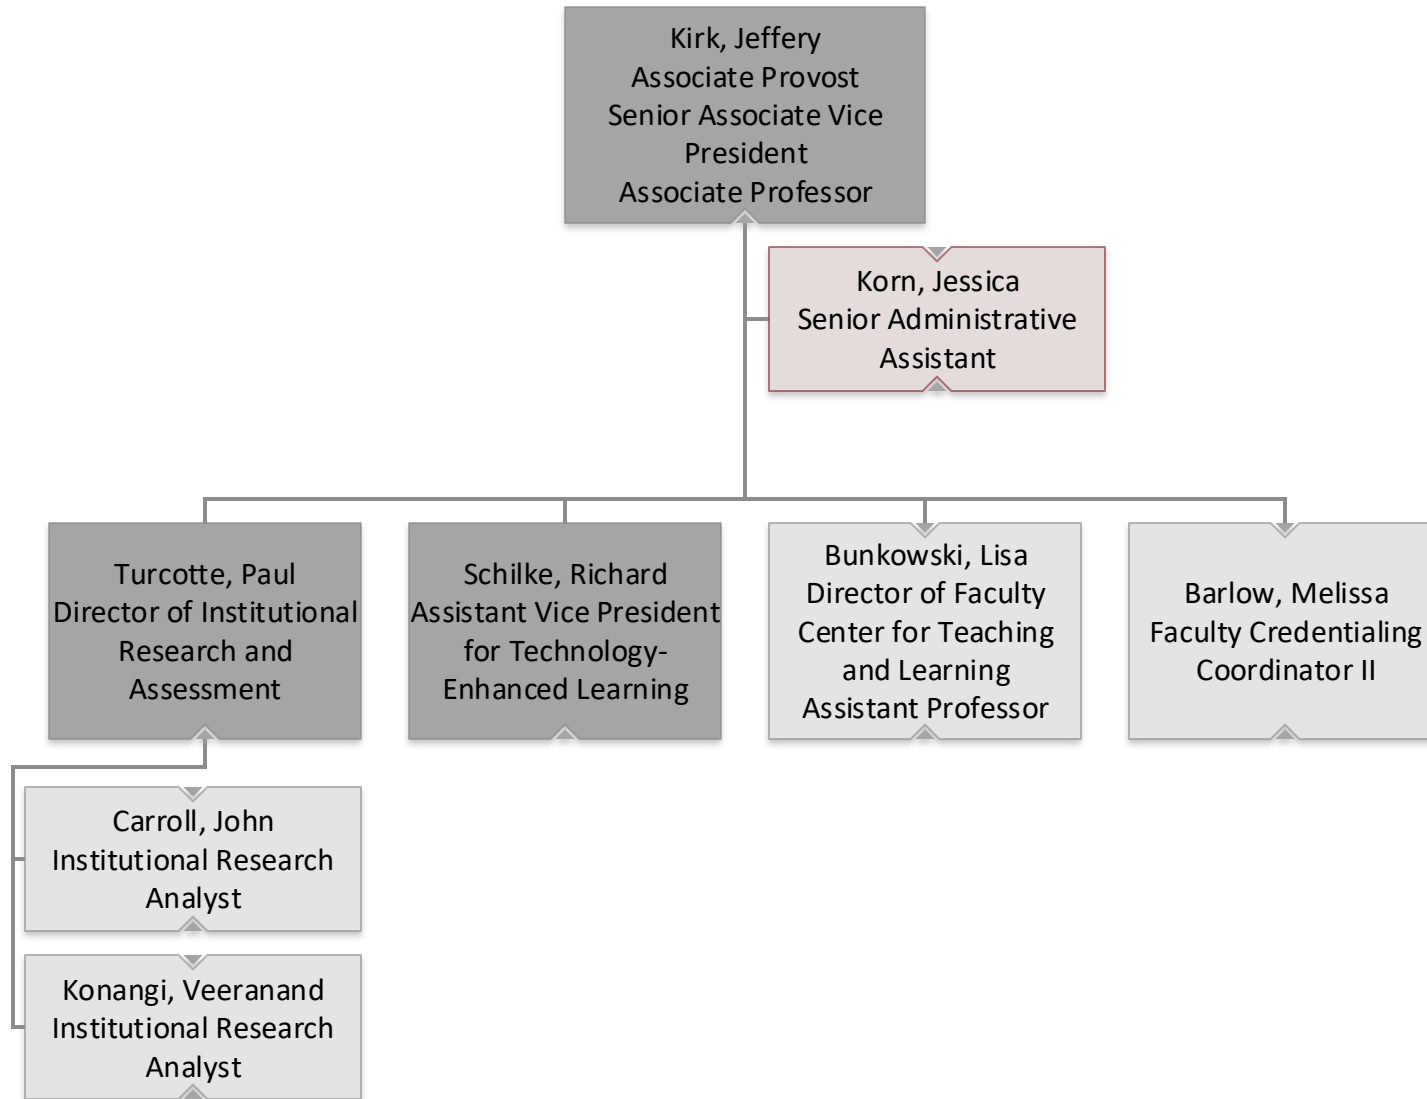 Kirk, Jeffery
Associate Provost
Senior Associate Vice
President
Associate Professor
Korn, Jessica
Senior Administrative
Assistant
Turcotte, Paul
Director of Institutional
Research and
Assessment
Schilke, Richard
Assistant Vice President
for Technology-
Enhanced Learning
Bunkowski, Lisa
Director of Faculty
Center for Teaching
and Learning
Assistant Professor
Barlow, Melissa
Faculty Credentialing
Coordinator II
Carroll, John
Institutional Research
Analyst
Konangi, Veeranand
Institutional Research
Analyst